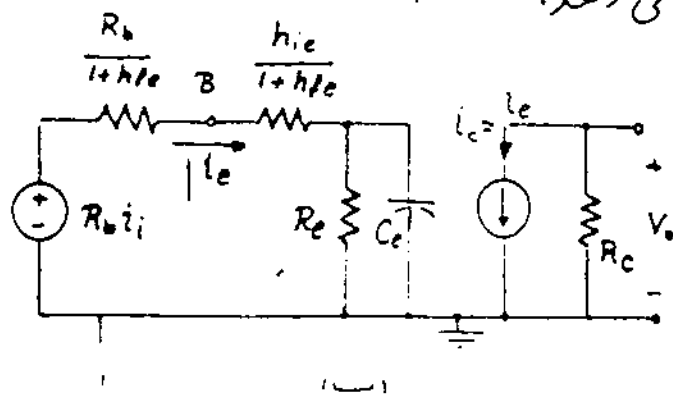 R_b / 1+h_fe
B
h_ie / 1+h_fe
i_e
R_b i_i
R_e
C_e
i_c = i_e
R_C
+
V_o
-
+
-
(ب)